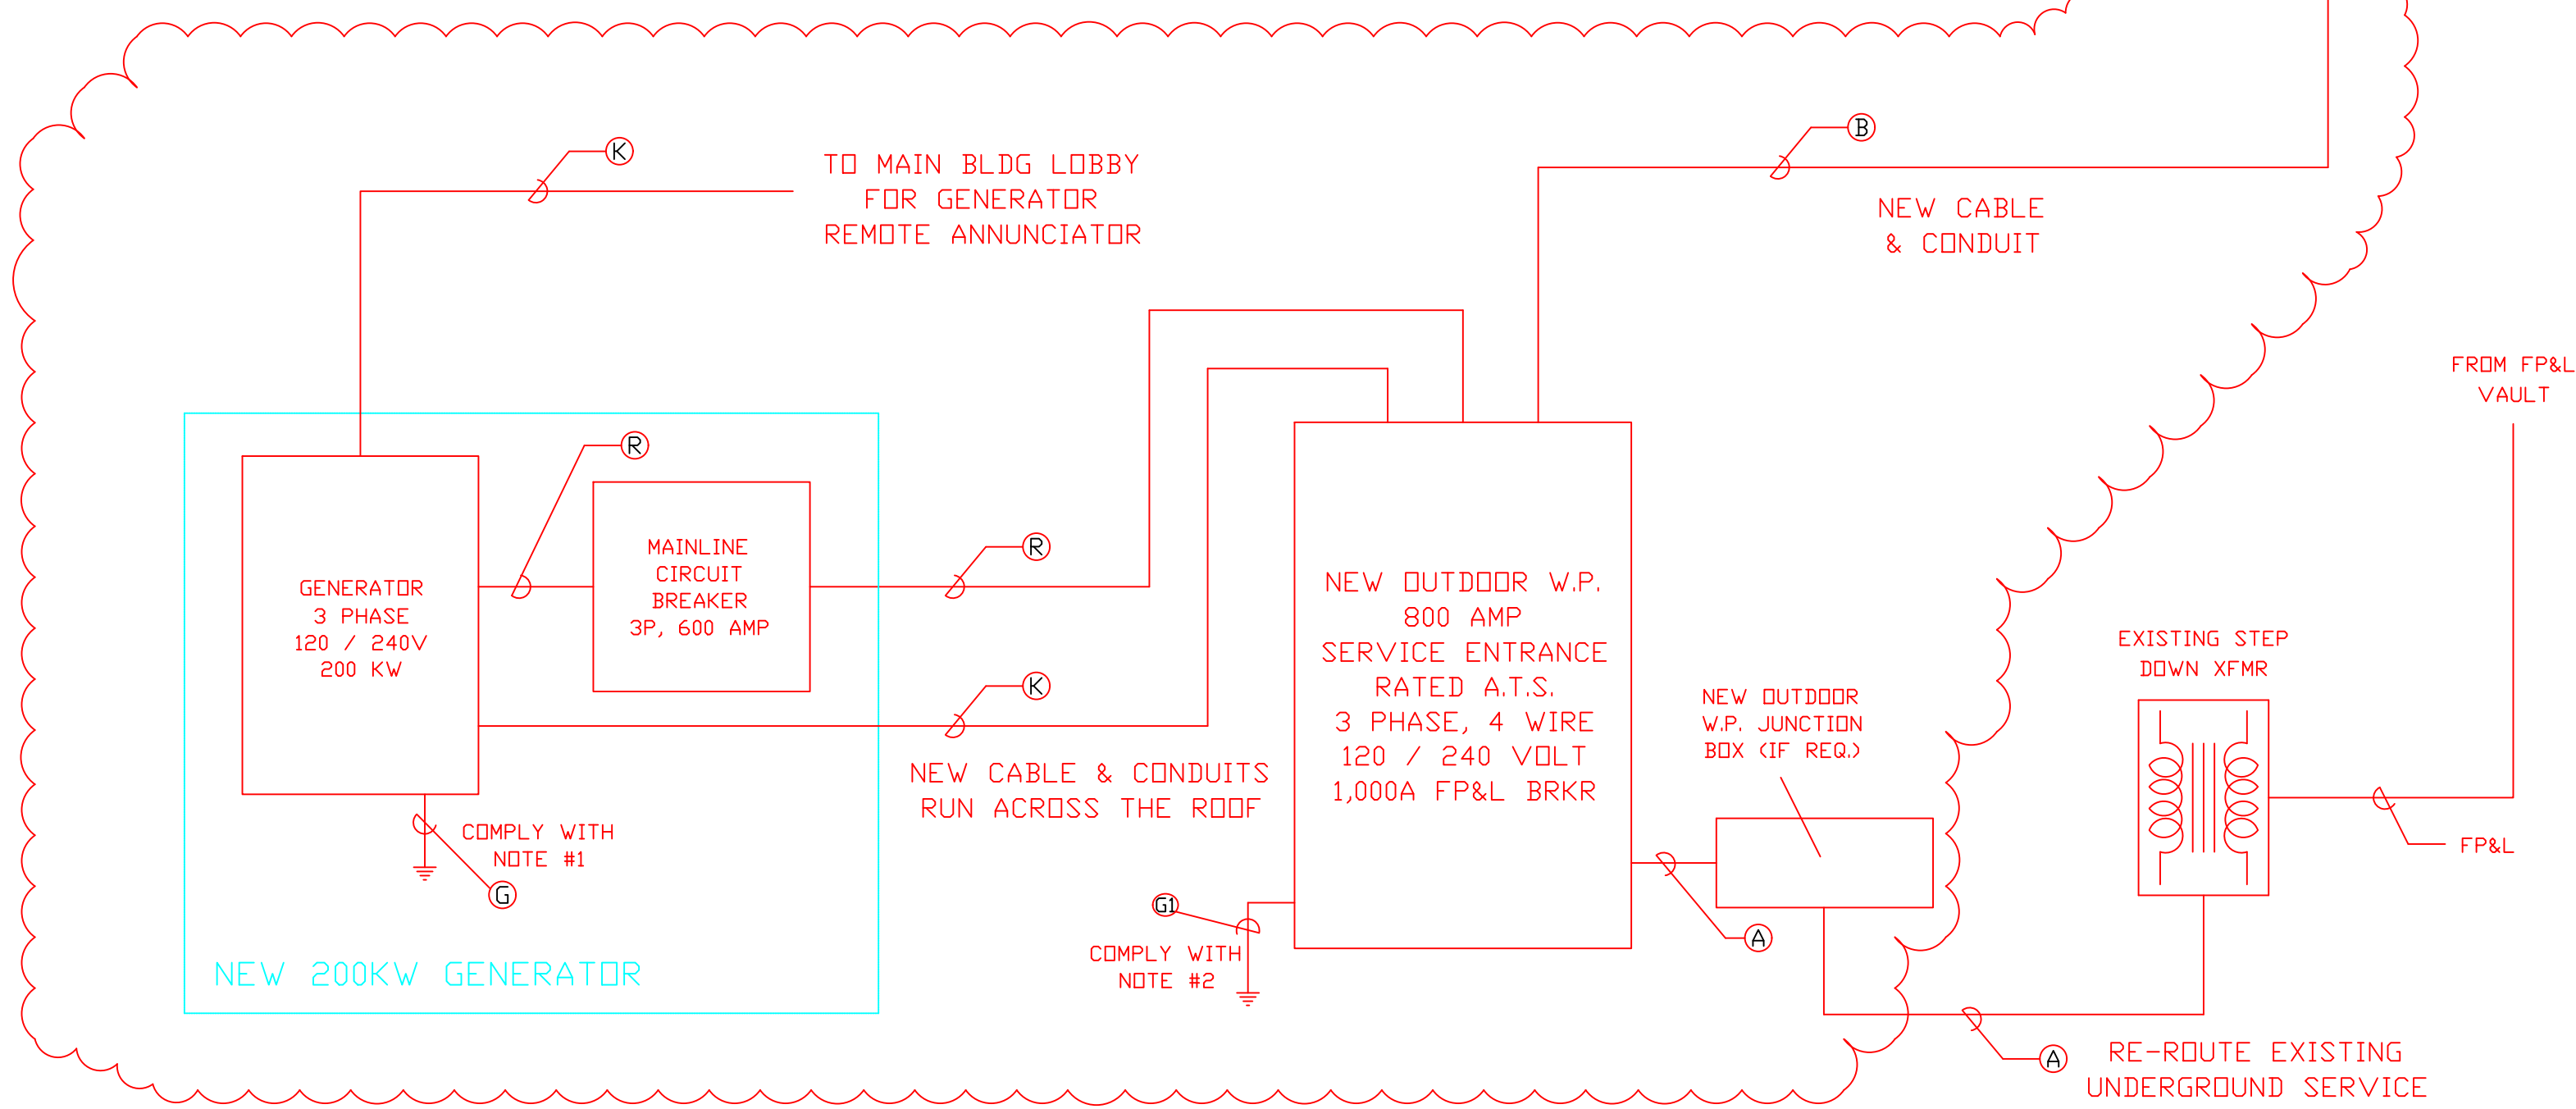 K
TO MAIN BLDG LOBBY
FOR GENERATOR
REMOTE ANNUNCIATOR
B
NEW CABLE
& CONDUIT
FROM FP&L
VAULT
R
GENERATOR
3 PHASE
120 / 240V
200 KW
MAINLINE
CIRCUIT
BREAKER
3P, 600 AMP
R
K
NEW CABLE & CONDUITS
RUN ACROSS THE ROOF
COMPLY WITH
NOTE #1
G
NEW 200KW GENERATOR
NEW OUTDOOR W.P.
800 AMP
SERVICE ENTRANCE
RATED A.T.S.
3 PHASE, 4 WIRE
120 / 240 VOLT
1,000A FP&L BRKR
G1
COMPLY WITH
NOTE #2
NEW OUTDOOR
W.P. JUNCTION
BOX (IF REQ.)
A
EXISTING STEP
DOWN XFMR
FP&L
A
RE-ROUTE EXISTING
UNDERGROUND SERVICE